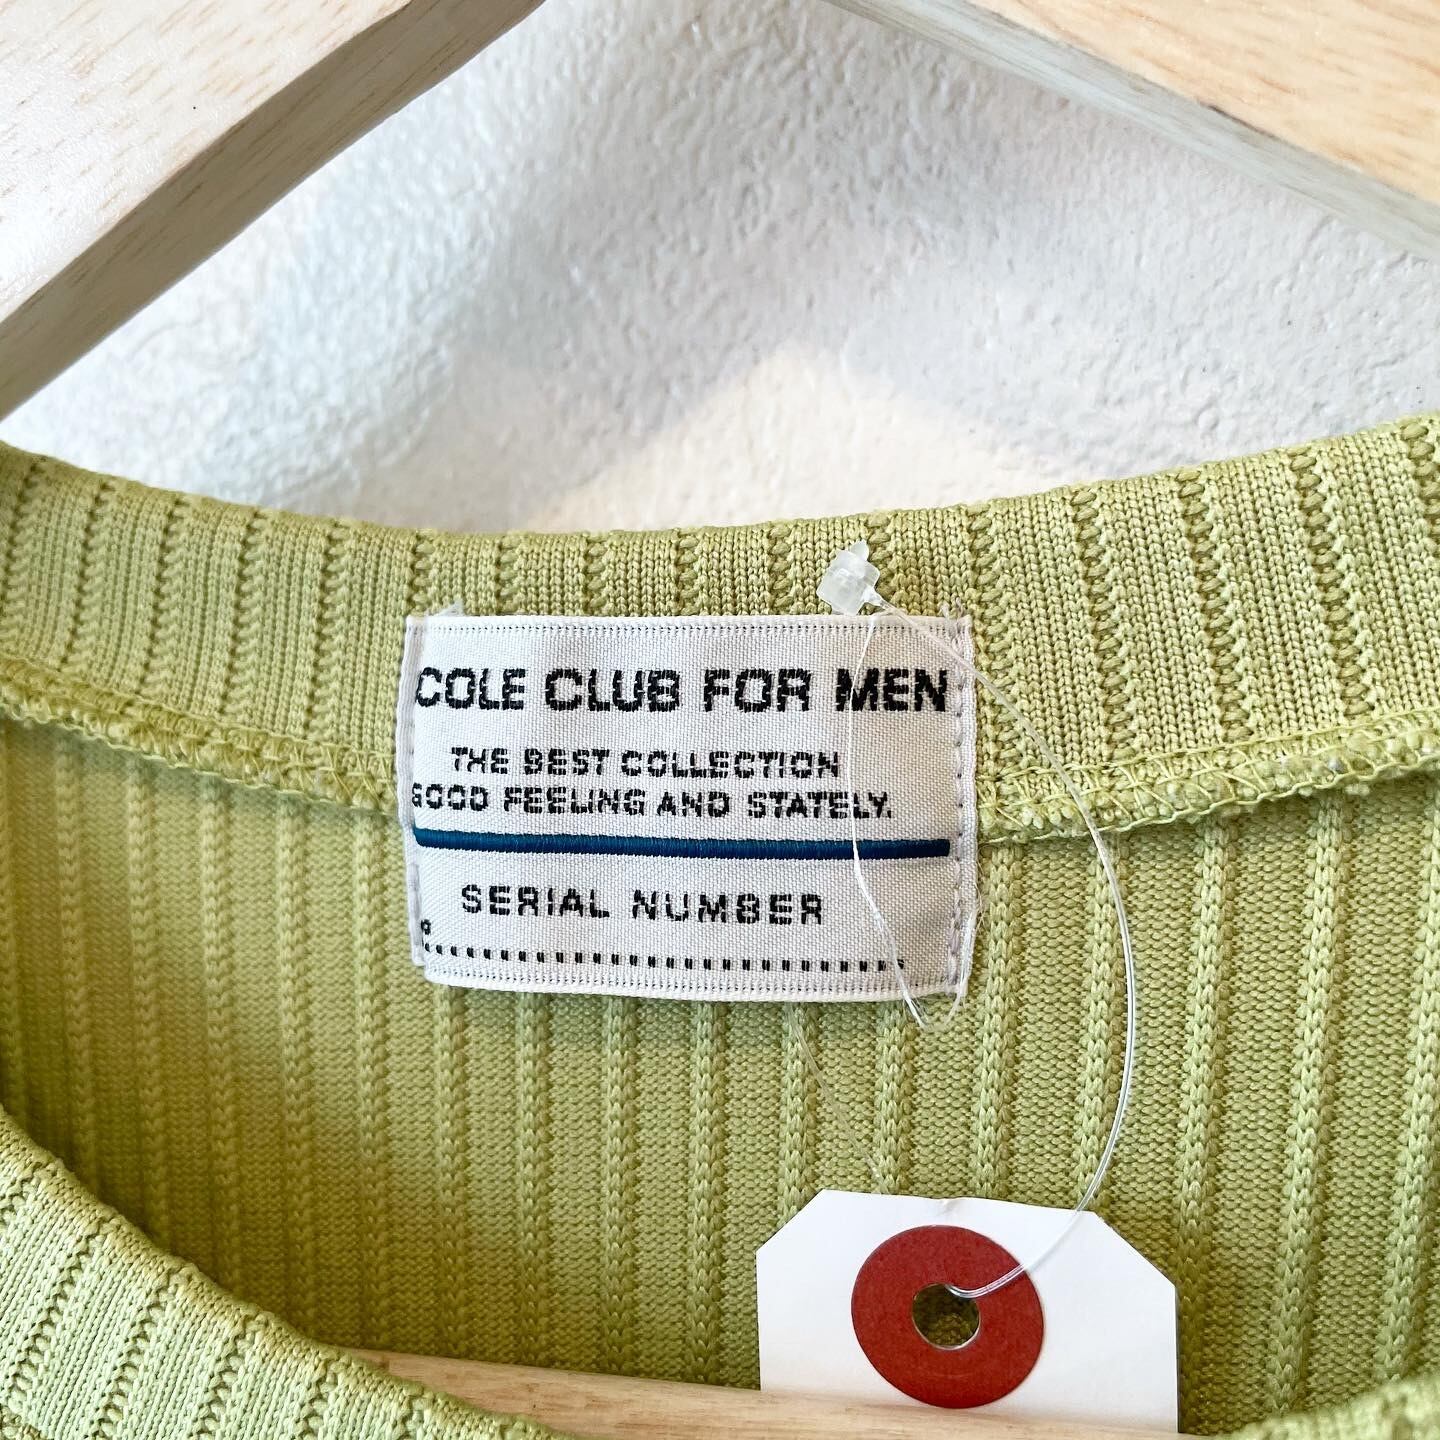 COLE CLUB FOR MEN
THE BEST COLLECTION
GOOD FEELING AND STATELY.
SERIAL NUMBER